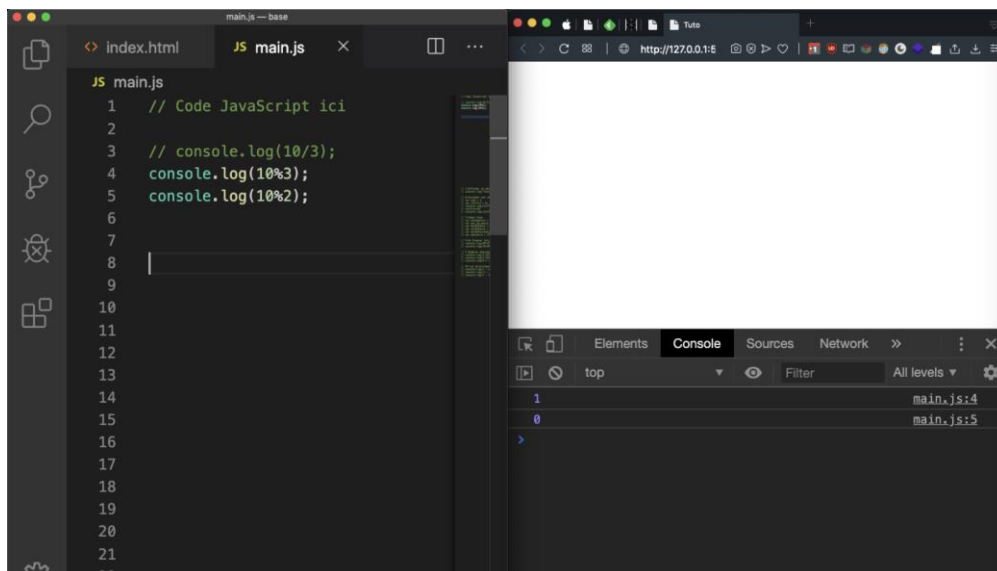 main.js — base
index.html
JS main.js
JS main.js
1 // Code JavaScript ici
2
3 // console.log(10/3);
4 console.log(10%3);
5 console.log(10%2);
6
7
8
9
10
11
12
13
14
15
16
17
18
19
20
21
Tuto
http://127.0.0.1:5
Elements Console Sources Network
top Filter All levels
1 main.js:4
0 main.js:5